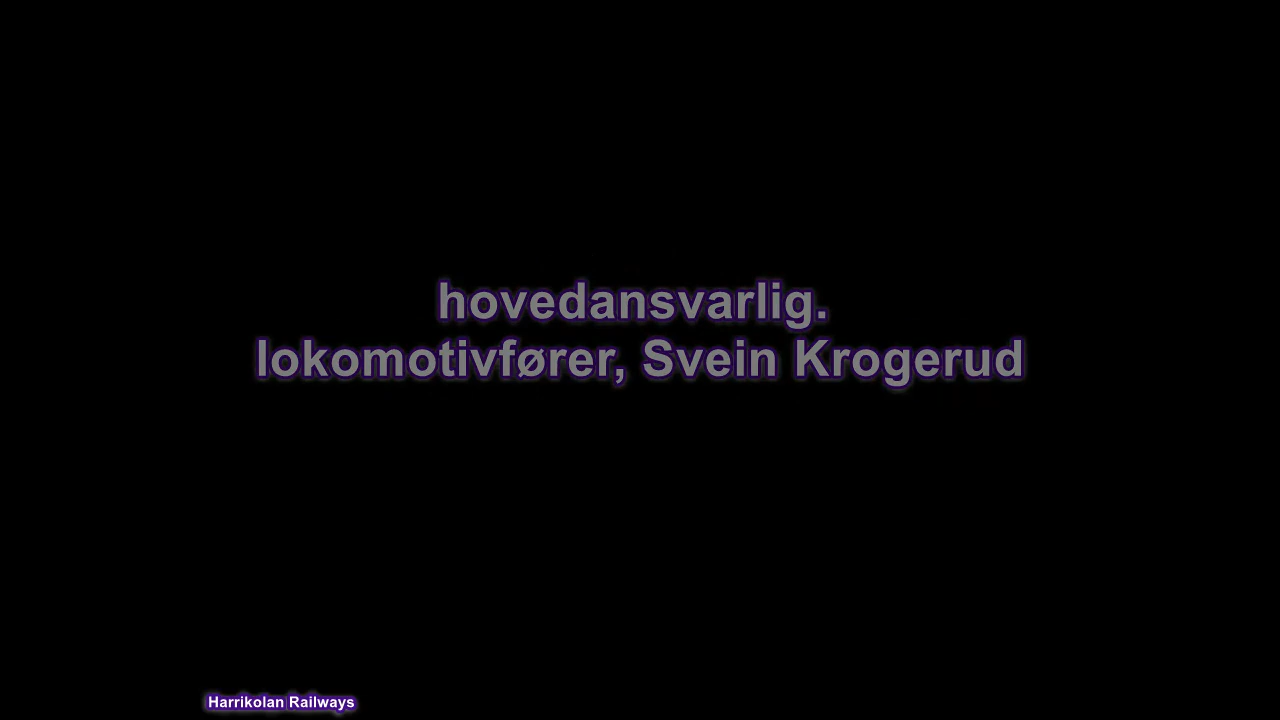 hovedansvarlig.
lokomotivfører, Svein Krogerud
Harrikolan Railways